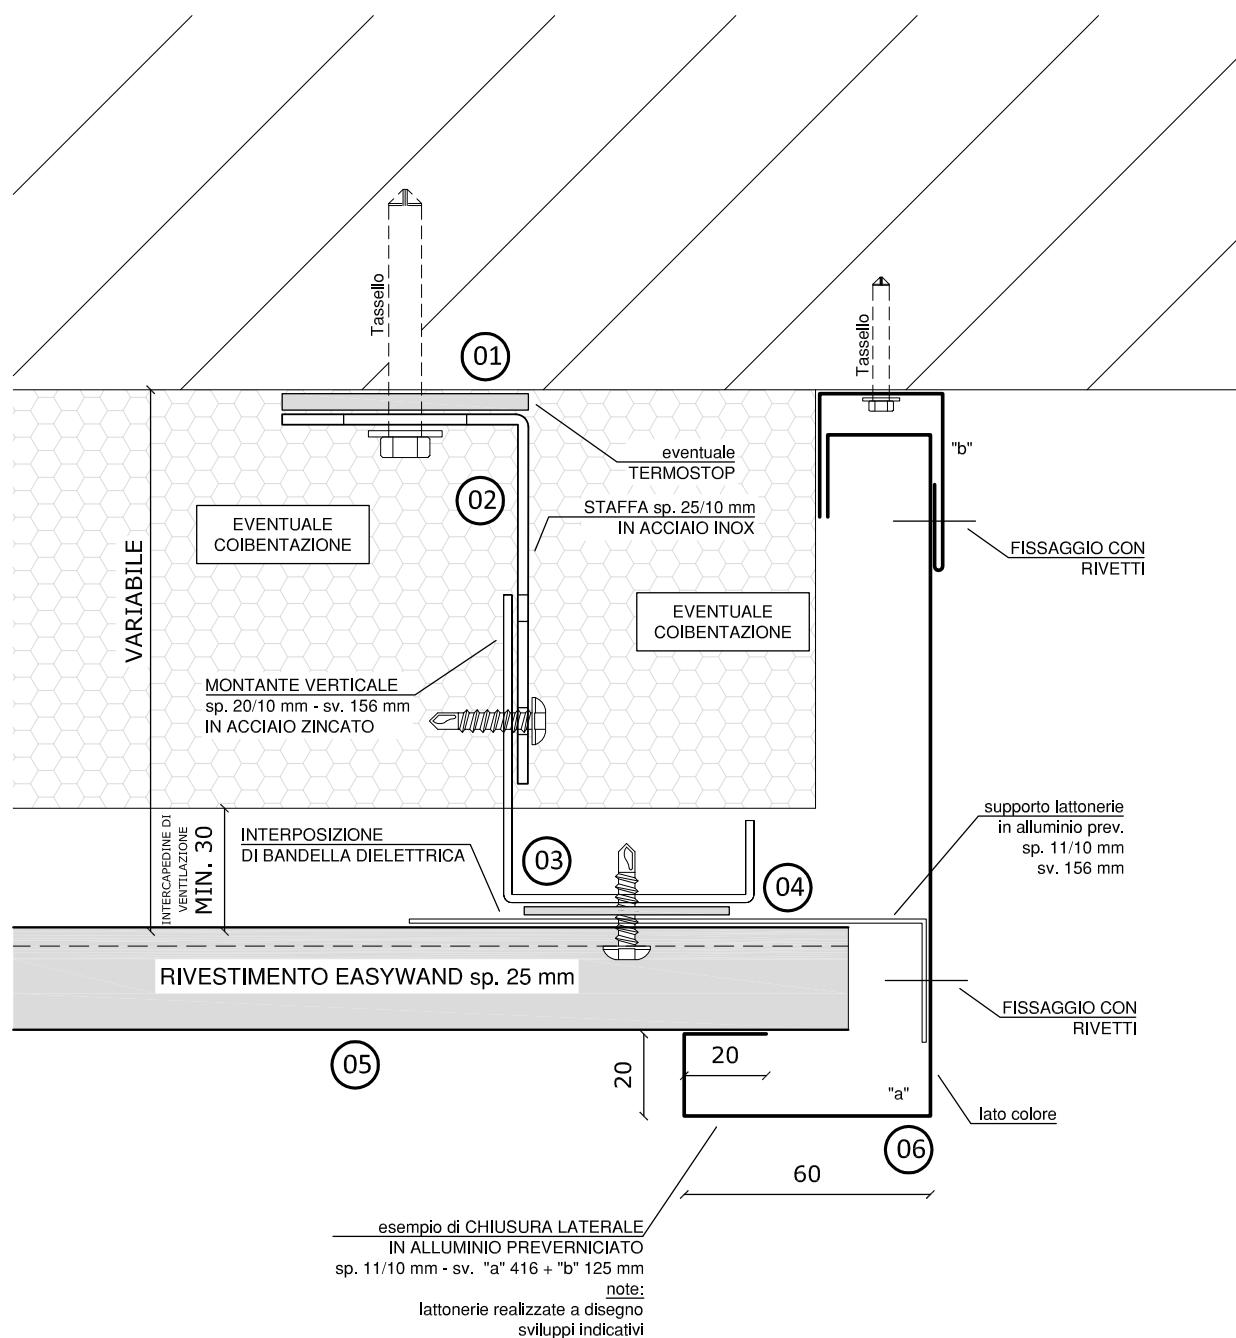 Tassello
Tassello
01
eventuale
TERMOSTOP
"b"
02
STAFFA sp. 25/10 mm
IN ACCIAIO INOX
EVENTUALE
COIBENTAZIONE
FISSAGGIO CON
RIVETTI
VARIABILE
EVENTUALE
COIBENTAZIONE
MONTANTE VERTICALE
sp. 20/10 mm - sv. 156 mm
IN ACCIAIO ZINCATO
supporto lattonerie
in alluminio prev.
sp. 11/10 mm
sv. 156 mm
INTERCAPEDINE DI
VENTILAZIONE
MIN. 30
INTERPOSIZIONE
DI BANDELLA DIELETTRICA
03
04
RIVESTIMENTO EASYWAND sp. 25 mm
FISSAGGIO CON
RIVETTI
05
20
20
"a"
lato colore
06
60
esempio di CHIUSURA LATERALE
IN ALLUMINIO PREVERNICIATO
sp. 11/10 mm - sv. "a" 416 + "b" 125 mm
note:
lattonerie realizzate a disegno
sviluppi indicativi